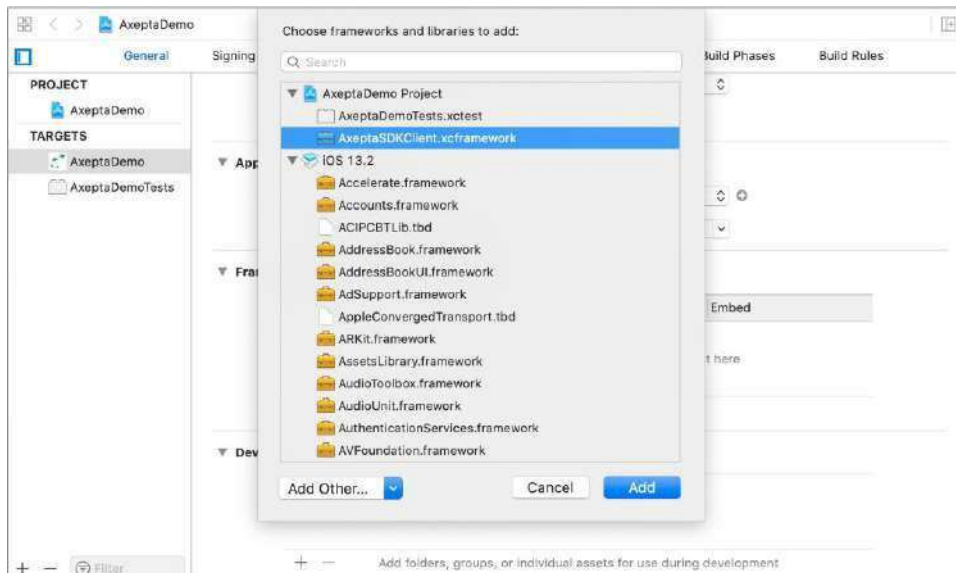 AxeptaDemo
General
Signing
Build Phases
Build Rules
PROJECT
AxeptaDemo
TARGETS
AxeptaDemo
AxeptaDemoTests
App
Fra
Dev
Choose frameworks and libraries to add:
Search
AxeptaDemo Project
AxeptaDemoTests.xctest
AxeptaSDKClient.xcframework
iOS 13.2
Accelerate.framework
Accounts.framework
ACIPCBTLib.tbd
AddressBook.framework
AddressBookUI.framework
AdSupport.framework
AppleConvergedTransport.tbd
ARKit.framework
AssetsLibrary.framework
AudioToolbox.framework
AudioUnit.framework
AuthenticationServices.framework
AVFoundation.framework
Add Other...
Cancel
Add
Embed
t here
Add folders, groups, or individual assets for use during development
Filter